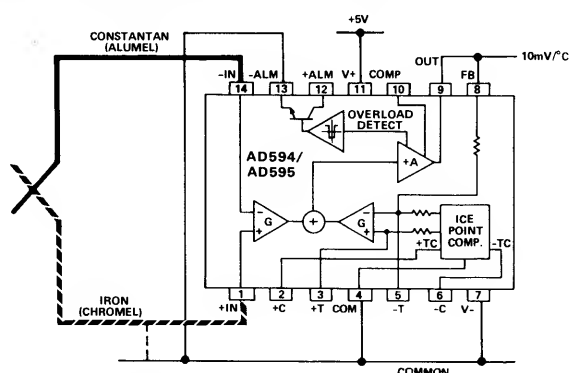 +5V
CONSTANTAN
(ALUMEL)
10mV/°C
-IN -ALM +ALM V+ COMP OUT FB
14 13 12 11 10 9 8
OVERLOAD
DETECT
AD594/
AD595
+A
- G + + - G +
ICE
POINT
COMP.
+TC -TC
1 2 3 4 5 6 7
+IN +C +T COM -T -C V-
IRON
(CHROMEL)
COMMON